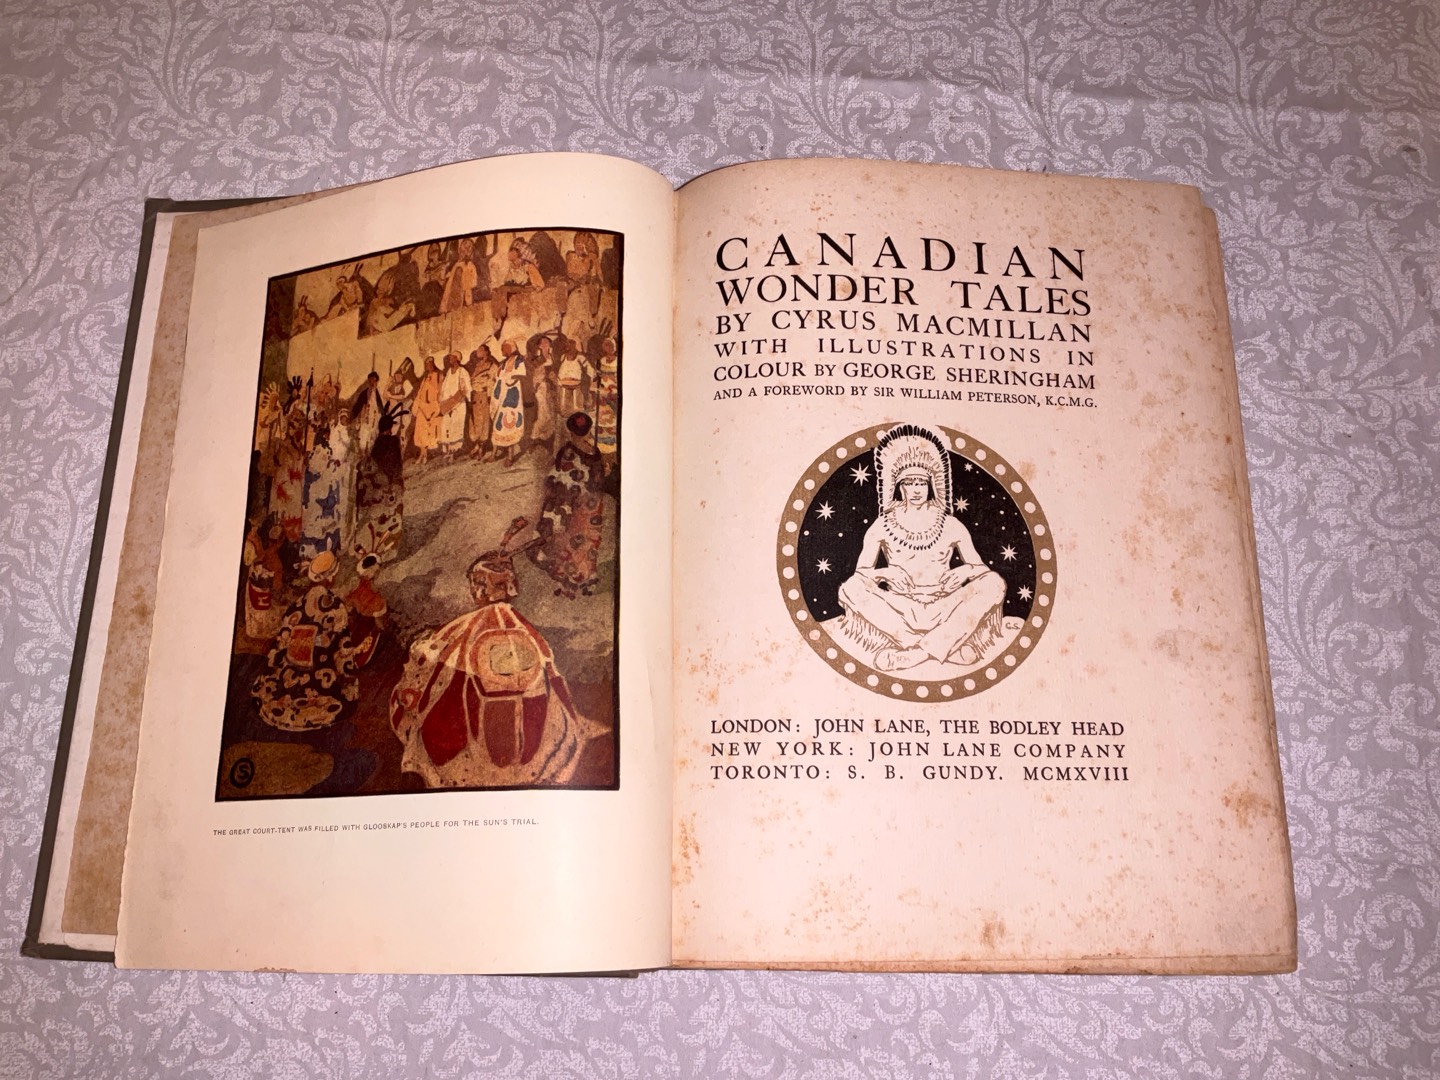 THE GREAT COURT-TENT WAS FILLED WITH GLOOSKAP'S PEOPLE FOR THE SUN'S TRIAL.
CANADIAN
WONDER TALES
BY CYRUS MACMILLAN
WITH ILLUSTRATIONS IN
COLOUR BY GEORGE SHERINGHAM
AND A FOREWORD BY SIR WILLIAM PETERSON, K.C.M.G.
G.S.
LONDON: JOHN LANE, THE BODLEY HEAD
NEW YORK: JOHN LANE COMPANY
TORONTO: S. B. GUNDY. MCMXVIII